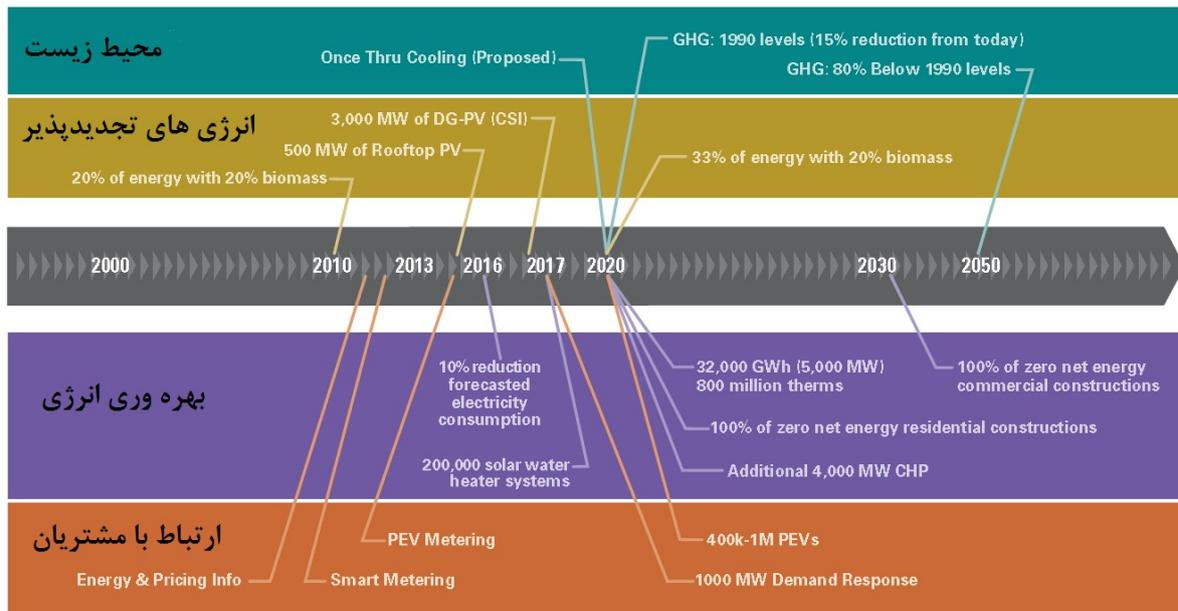 محیط زیست
Once Thru Cooling (Proposed)
GHG: 1990 levels (15% reduction from today)
GHG: 80% Below 1990 levels
انرژی های تجدیدپذیر
3,000 MW of DG-PV (CSI)
500 MW of Rooftop PV
20% of energy with 20% biomass
33% of energy with 20% biomass
2000 2010 2013 2016 2017 2020 2030 2050
بهره وری انرژی
10% reduction
forecasted
electricity
consumption
200,000 solar water
heater systems
32,000 GWh (5,000 MW)
800 million therms
100% of zero net energy
commercial constructions
100% of zero net energy residential constructions
Additional 4,000 MW CHP
ارتباط با مشتریان
PEV Metering
400k-1M PEVs
Energy & Pricing Info
Smart Metering
1000 MW Demand Response